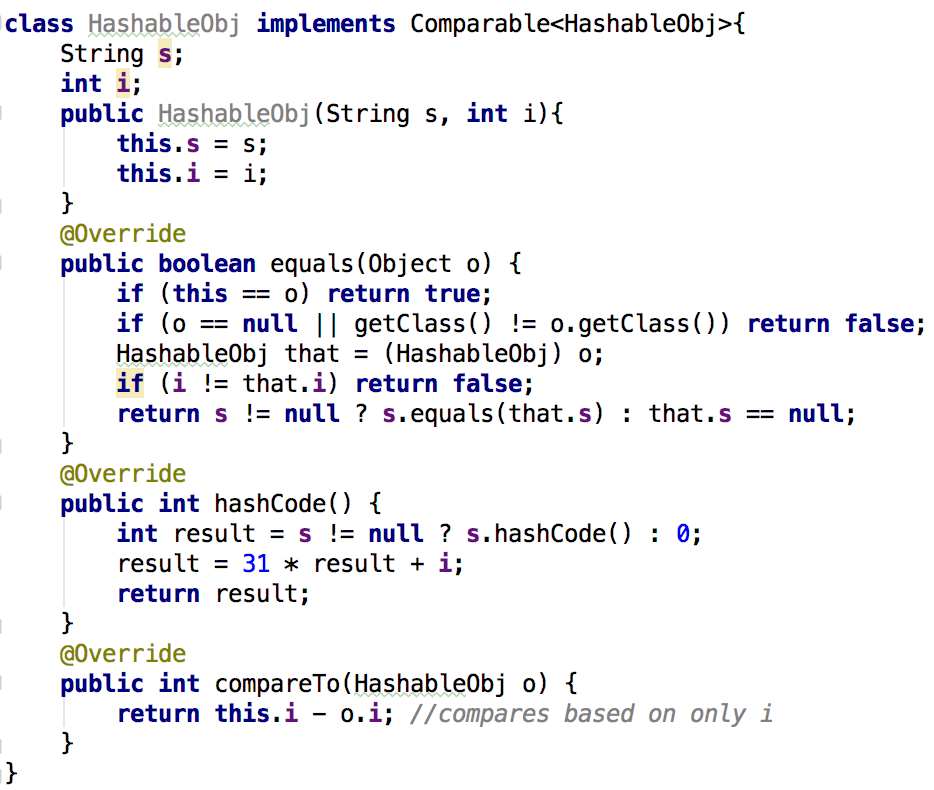 class HashableObj implements Comparable<HashableObj>{
    String s;
    int i;
    public HashableObj(String s, int i){
        this.s = s;
        this.i = i;
    }
    @Override
    public boolean equals(Object o) {
        if (this == o) return true;
        if (o == null || getClass() != o.getClass()) return false;
        HashableObj that = (HashableObj) o;
        if (i != that.i) return false;
        return s != null ? s.equals(that.s) : that.s == null;
    }
    @Override
    public int hashCode() {
        int result = s != null ? s.hashCode() : 0;
        result = 31 * result + i;
        return result;
    }
    @Override
    public int compareTo(HashableObj o) {
        return this.i - o.i; //compares based on only i
    }
}